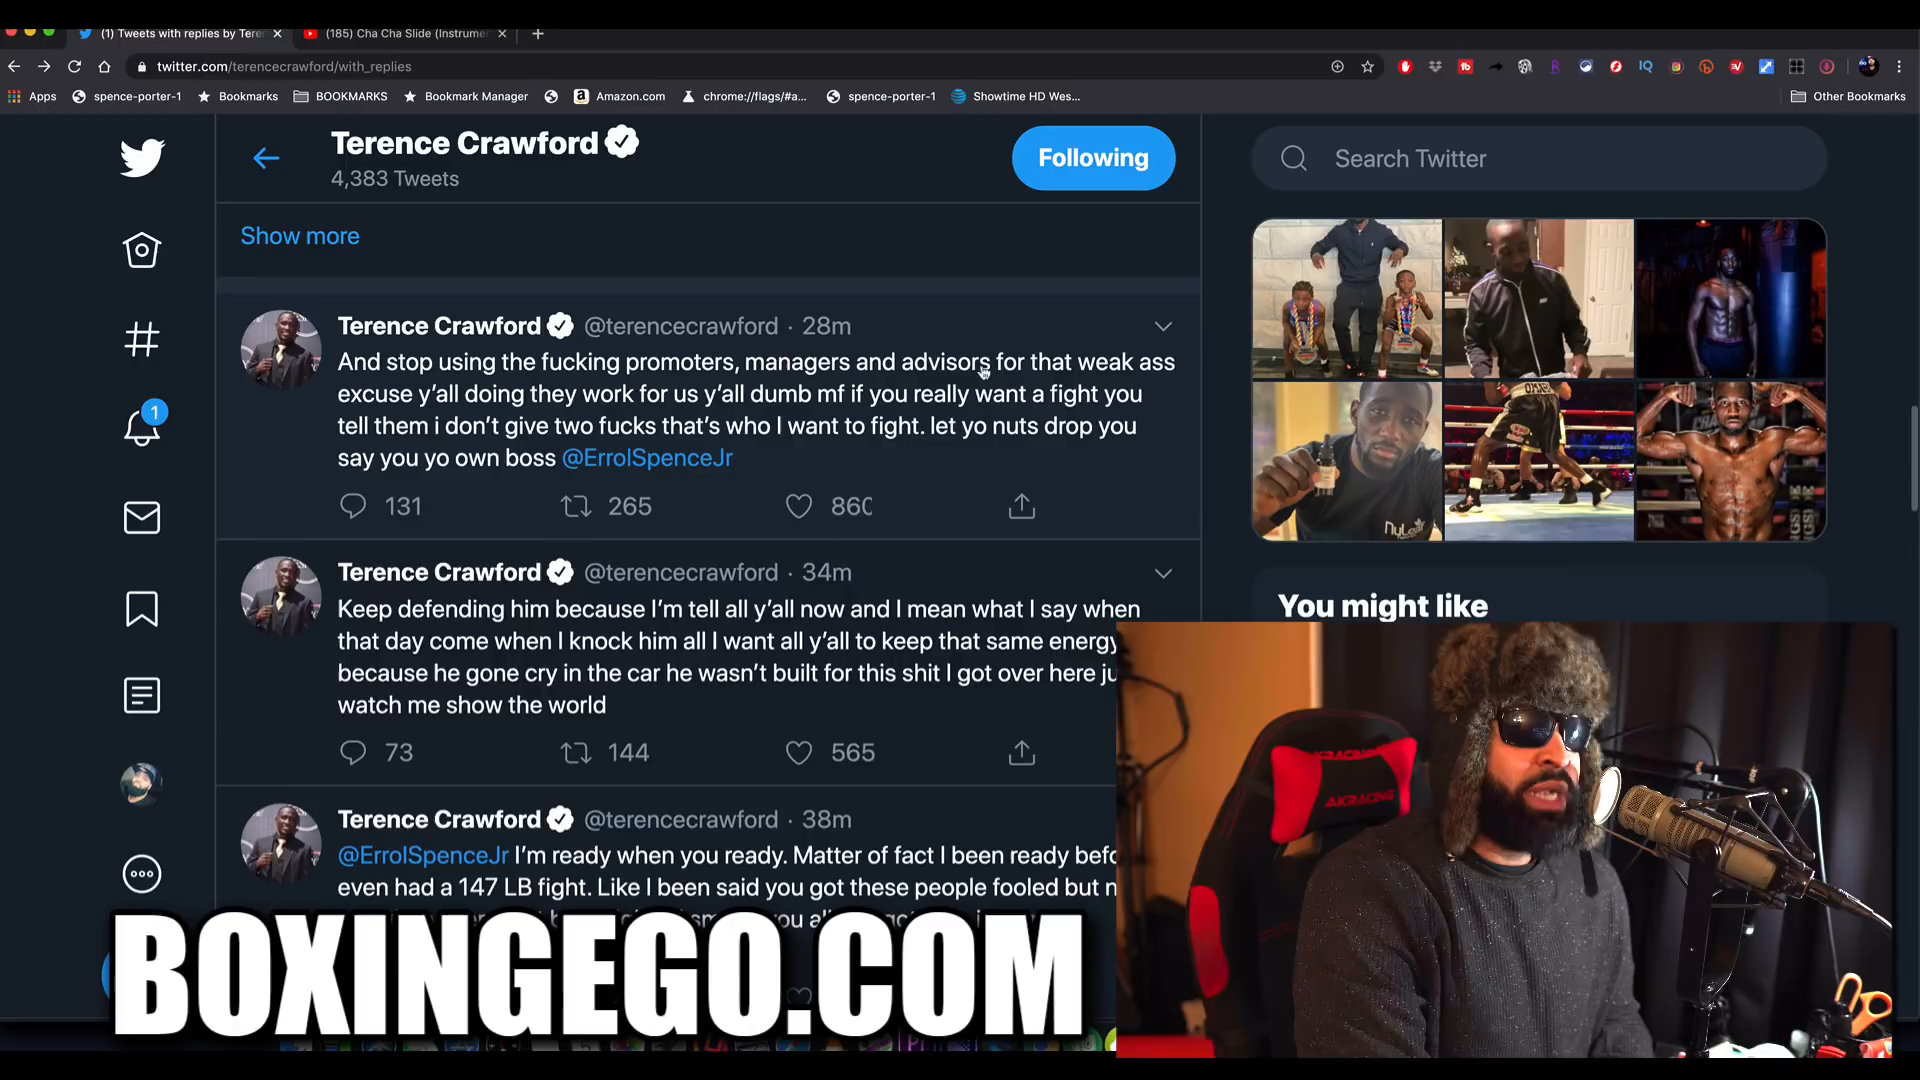 (1) Tweets with replies by Tere
(185) Cha Cha Slide (Instrume
twitter.com/terencecrawford/with_replies
Apps spence-porter-1 Bookmarks BOOKMARKS Bookmark Manager Amazon.com chrome://flags/#a... spence-porter-1 Showtime HD Wes... Other Bookmarks
Terence Crawford
4,383 Tweets
Following
Search Twitter
Show more
Terence Crawford @terencecrawford · 28m
And stop using the fucking promoters, managers and advisors for that weak ass
excuse y'all doing they work for us y'all dumb mf if you really want a fight you
tell them i don't give two fucks that's who I want to fight. let yo nuts drop you
say you yo own boss @ErrolSpenceJr
131 265 860
1
Terence Crawford @terencecrawford · 34m
Keep defending him because I'm tell all y'all now and I mean what I say when
that day come when I knock him all I want all y'all to keep that same energy
because he gone cry in the car he wasn't built for this shit I got over here ju
watch me show the world
73 144 565
You might like
Terence Crawford @terencecrawford · 38m
@ErrolSpenceJr I'm ready when you ready. Matter of fact I been ready befo
even had a 147 LB fight. Like I been said you got these people fooled but
BOXINGEGO.COM
AKRACING